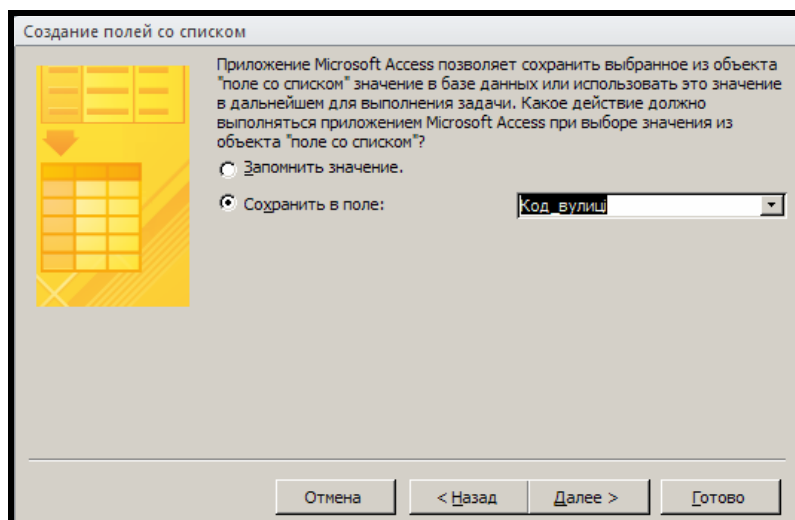 Создание полей со списком
Приложение Microsoft Access позволяет сохранить выбранное из объекта
"поле со списком" значение в базе данных или использовать это значение
в дальнейшем для выполнения задачи. Какое действие должно
выполняться приложением Microsoft Access при выборе значения из
объекта "поле со списком"?
Запомнить значение.
Сохранить в поле: Код_вулиці
Отмена < Назад Далее > Готово